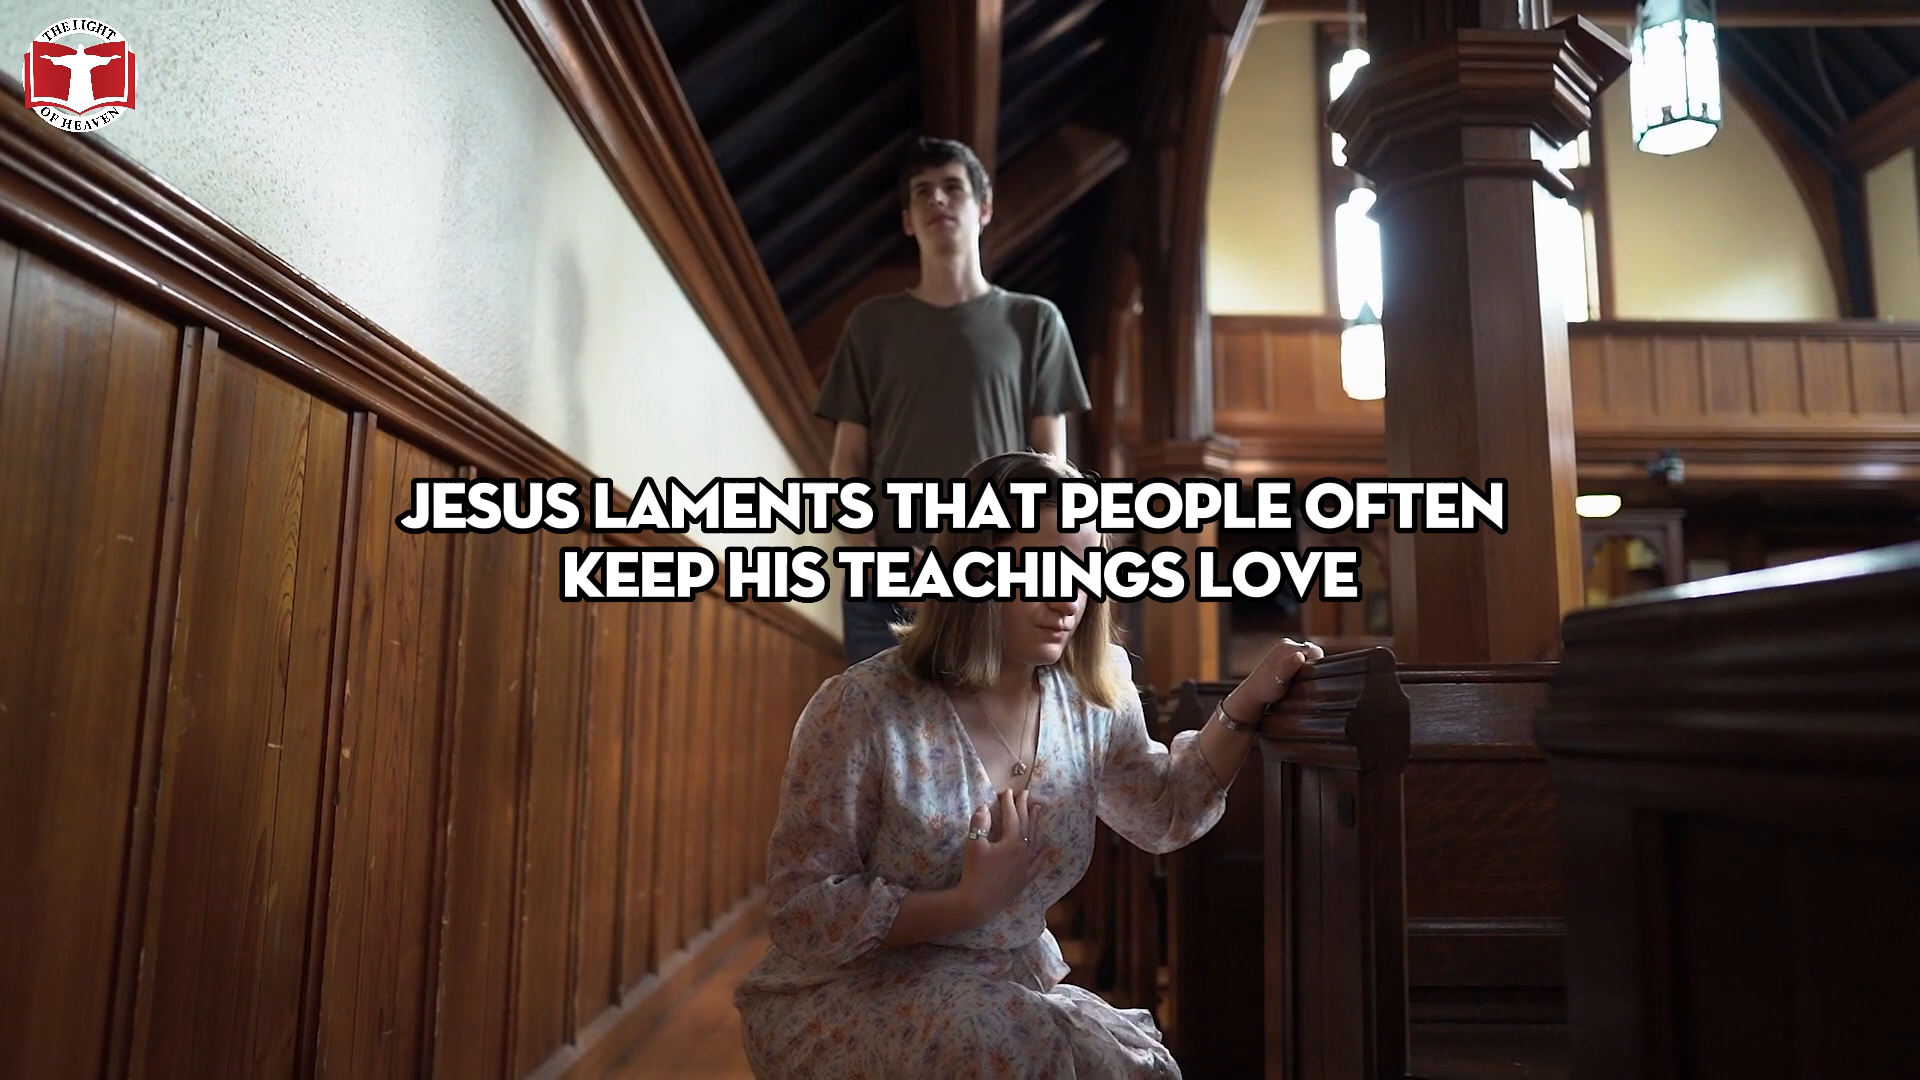 THE LIGHT
OF HEAVEN
JESUS LAMENTS THAT PEOPLE OFTEN
KEEP HIS TEACHINGS LOVE